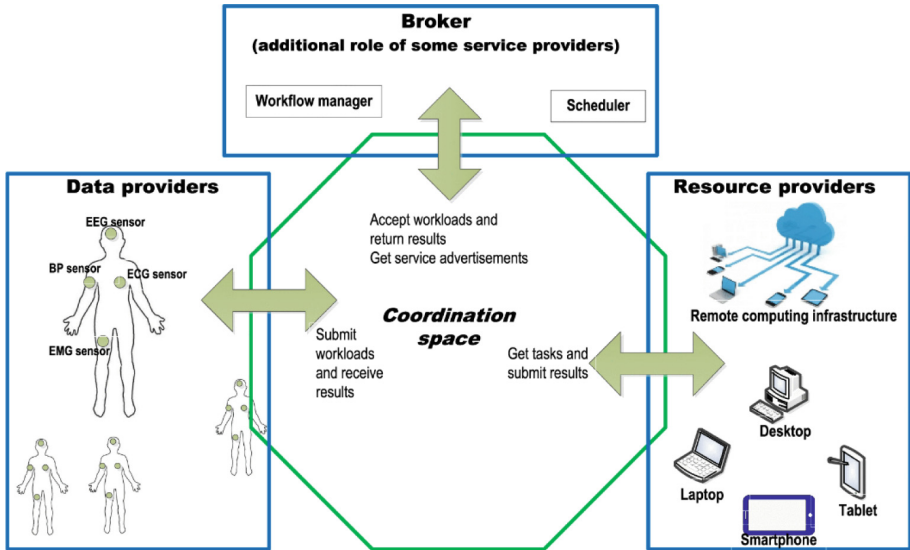 Broker
(additional role of some service providers)
Workflow manager
Scheduler
Data providers
EEG sensor
BP sensor
ECG sensor
EMG sensor
Accept workloads and
return results
Get service advertisements
Coordination
space
Submit
workloads
and receive
results
Get tasks and
submit results
Resource providers
Remote computing infrastructure
Desktop
Laptop
Tablet
Smartphone